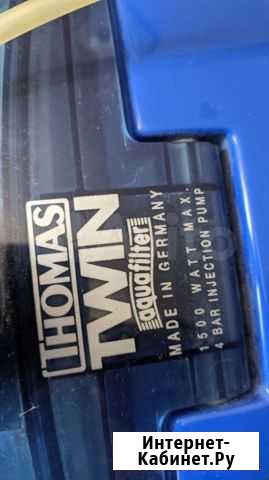 THOMAS
TWIN
aquafilter
MADE IN GERMANY
1500 WATT MAX.
4 BAR INJECTION PUMP
Интернет-
Кабинет.Ру